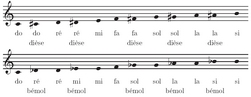 do do ré ré mi fa fa sol sol la la si
dièse dièse dièse dièse dièse
do ré ré mi mi fa sol sol la la si si
bémol bémol bémol bémol bémol